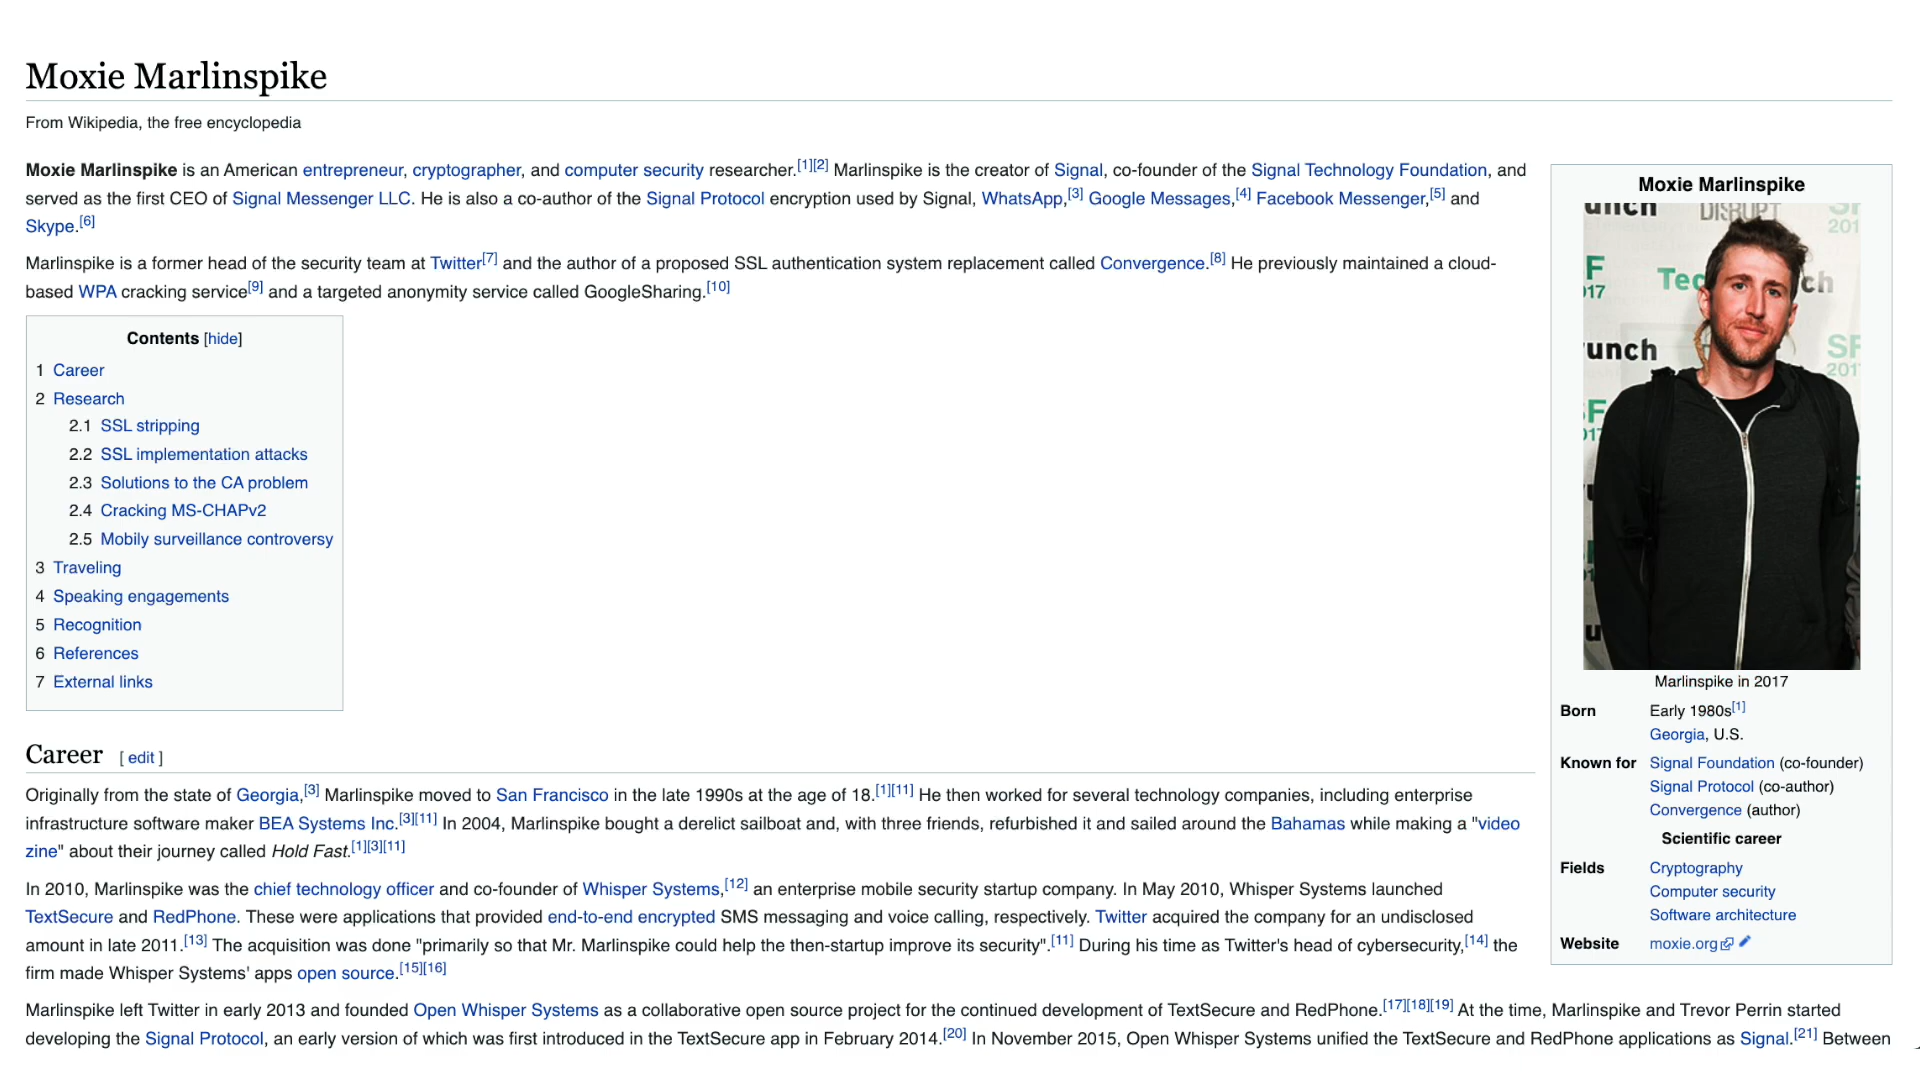 Moxie Marlinspike
From Wikipedia, the free encyclopedia
Moxie Marlinspike is an American entrepreneur, cryptographer, and computer security researcher.[1][2] Marlinspike is the creator of Signal, co-founder of the Signal Technology Foundation, and
served as the first CEO of Signal Messenger LLC. He is also a co-author of the Signal Protocol encryption used by Signal, WhatsApp,[3] Google Messages,[4] Facebook Messenger,[5] and
Skype.[6]
Marlinspike is a former head of the security team at Twitter[7] and the author of a proposed SSL authentication system replacement called Convergence.[8] He previously maintained a cloud-
based WPA cracking service[9] and a targeted anonymity service called GoogleSharing.[10]
Contents [hide]
1 Career
2 Research
2.1 SSL stripping
2.2 SSL implementation attacks
2.3 Solutions to the CA problem
2.4 Cracking MS-CHAPv2
2.5 Mobily surveillance controversy
3 Traveling
4 Speaking engagements
5 Recognition
6 References
7 External links
Career [ edit ]
Originally from the state of Georgia,[3] Marlinspike moved to San Francisco in the late 1990s at the age of 18.[1][11] He then worked for several technology companies, including enterprise
infrastructure software maker BEA Systems Inc.[3][11] In 2004, Marlinspike bought a derelict sailboat and, with three friends, refurbished it and sailed around the Bahamas while making a "video
zine" about their journey called Hold Fast.[1][3][11]
In 2010, Marlinspike was the chief technology officer and co-founder of Whisper Systems,[12] an enterprise mobile security startup company. In May 2010, Whisper Systems launched
TextSecure and RedPhone. These were applications that provided end-to-end encrypted SMS messaging and voice calling, respectively. Twitter acquired the company for an undisclosed
amount in late 2011.[13] The acquisition was done "primarily so that Mr. Marlinspike could help the then-startup improve its security".[11] During his time as Twitter's head of cybersecurity,[14] the
firm made Whisper Systems' apps open source.[15][16]
Marlinspike left Twitter in early 2013 and founded Open Whisper Systems as a collaborative open source project for the continued development of TextSecure and RedPhone.[17][18][19] At the time, Marlinspike and Trevor Perrin started
developing the Signal Protocol, an early version of which was first introduced in the TextSecure app in February 2014.[20] In November 2015, Open Whisper Systems unified the TextSecure and RedPhone applications as Signal.[21] Between
Moxie Marlinspike
unch DISRUPT SF
201
F Tec ch
017
unch SF
201
SF
017
Marlinspike in 2017
Born Early 1980s[1]
Georgia, U.S.
Known for Signal Foundation (co-founder)
Signal Protocol (co-author)
Convergence (author)
Scientific career
Fields Cryptography
Computer security
Software architecture
Website moxie.org